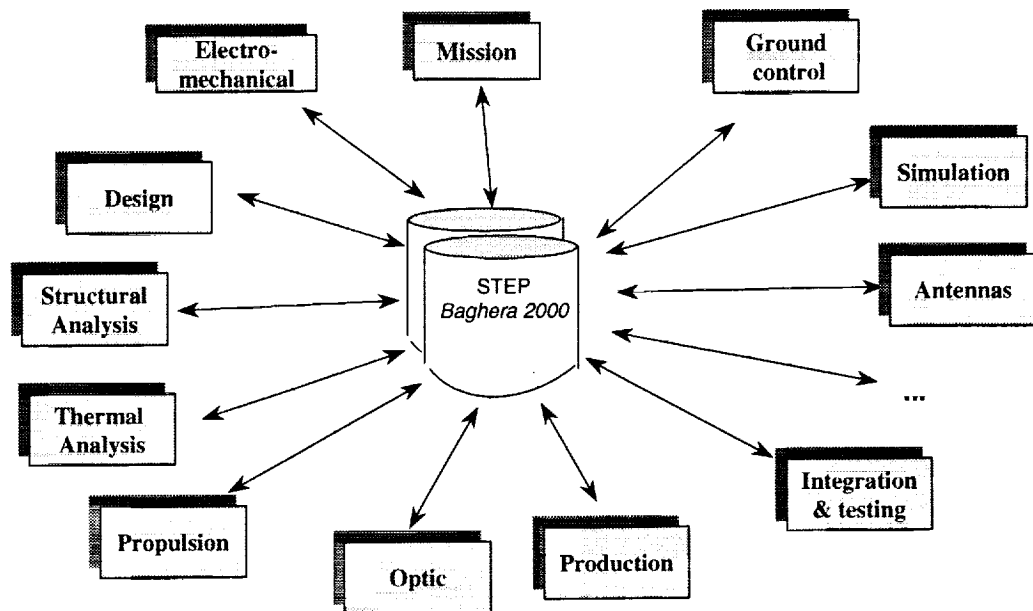 Electro-
mechanical
Mission
Ground
control
Simulation
Design
STEP
Baghera 2000
Structural
Analysis
Antennas
...
Thermal
Analysis
Integration
& testing
Propulsion
Optic
Production